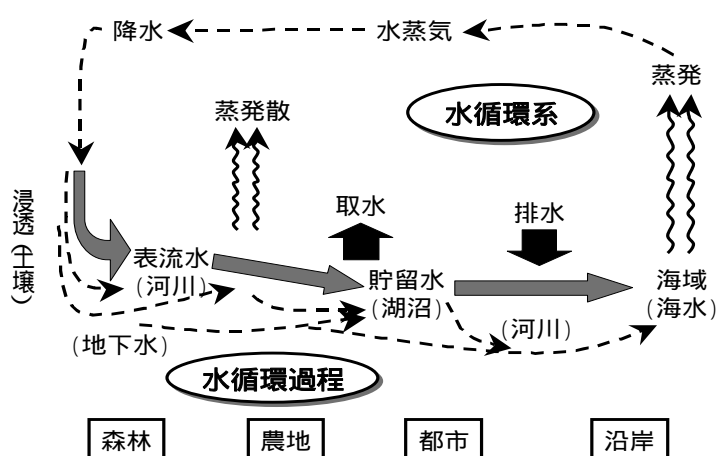 降水
水蒸気
蒸発
蒸発散
水循環系
浸透(土壌)
取水
排水
表流水
(河川)
貯留水
(湖沼)
海域
(海水)
(河川)
(地下水)
水循環過程
森林
農地
都市
沿岸